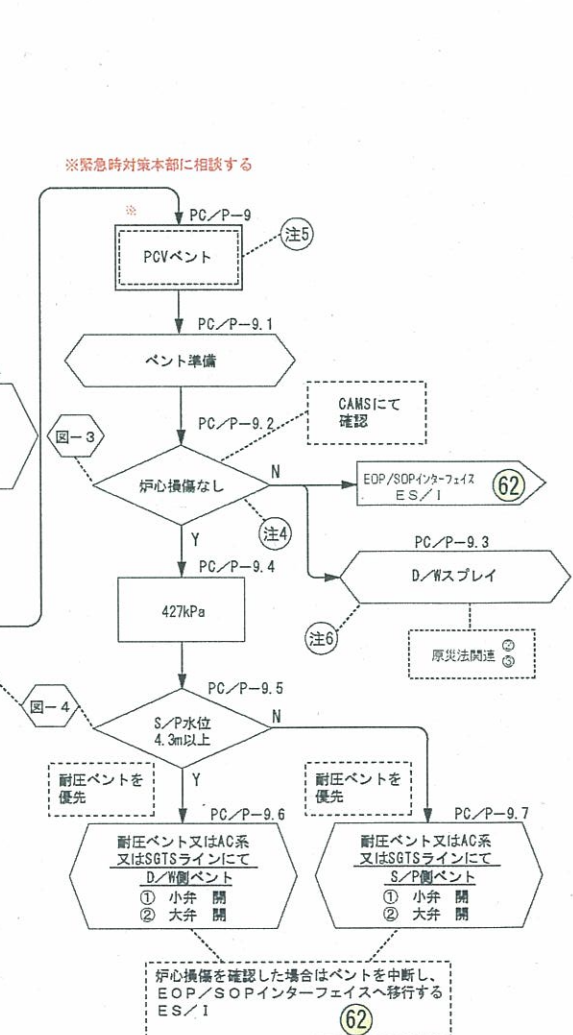 ※緊急時対策本部に相談する
※
PC/P-9
PCVベント
注5
PC/P-9.1
ベント準備
PC/P-9.2
CAMSにて
確認
図-3
炉心損傷なし
N
EOP/SOPインターフェイス
ES/I
62
注4
Y
PC/P-9.3
D/Wスプレイ
PC/P-9.4
427kPa
注6
原災法関連 ②
③
PC/P-9.5
図-4
S/P水位
4.3m以上
N
耐圧ベントを
優先
Y
耐圧ベントを
優先
PC/P-9.6
耐圧ベント又はAC系
又はSGTSラインにて
D/W側ベント
① 小弁 開
② 大弁 開
PC/P-9.7
耐圧ベント又はAC系
又はSGTSラインにて
S/P側ベント
① 小弁 開
② 大弁 開
炉心損傷を確認した場合はベントを中断し、
EOP/SOPインターフェイスへ移行する
ES/I
62